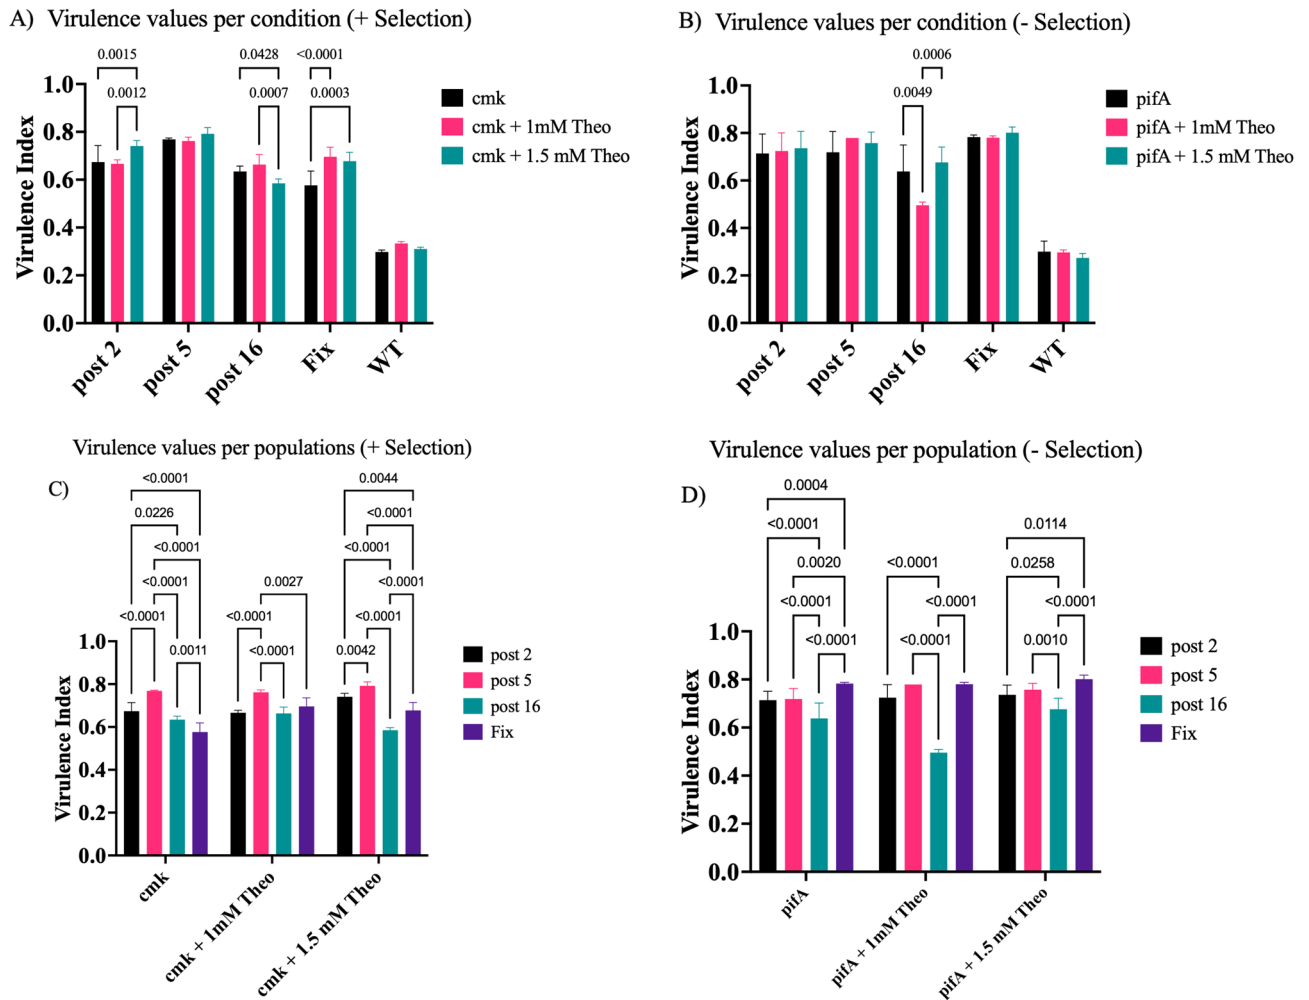 A) Virulence values per condition (+ Selection)
0.0015
0.0428
<0.0001
0.0012
0.0007
0.0003
1.0
0.8
0.6
0.4
0.2
0.0
Virulence Index
post 2
post 5
post 16
Fix
WT
cmk
cmk + 1mM Theo
cmk + 1.5 mM Theo
B) Virulence values per condition (- Selection)
0.0006
0.0049
1.0
0.8
0.6
0.4
0.2
0.0
Virulence Index
post 2
post 5
post 16
Fix
WT
pifA
pifA + 1mM Theo
pifA + 1.5 mM Theo
Virulence values per populations (+ Selection)
C)
<0.0001
0.0226
<0.0001
<0.0001
<0.0001
0.0011
0.0027
<0.0001
<0.0001
0.0044
<0.0001
<0.0001
<0.0001
<0.0001
0.0042
1.0
0.8
0.6
0.4
0.2
0.0
Virulence Index
cmk
cmk + 1mM Theo
cmk + 1.5 mM Theo
post 2
post 5
post 16
Fix
Virulence values per population (- Selection)
D)
0.0004
<0.0001
0.0020
<0.0001
<0.0001
<0.0001
<0.0001
<0.0001
0.0114
0.0258
<0.0001
0.0010
1.0
0.8
0.6
0.4
0.2
0.0
Virulence Index
pifA
pifA + 1mM Theo
pifA + 1.5 mM Theo
post 2
post 5
post 16
Fix